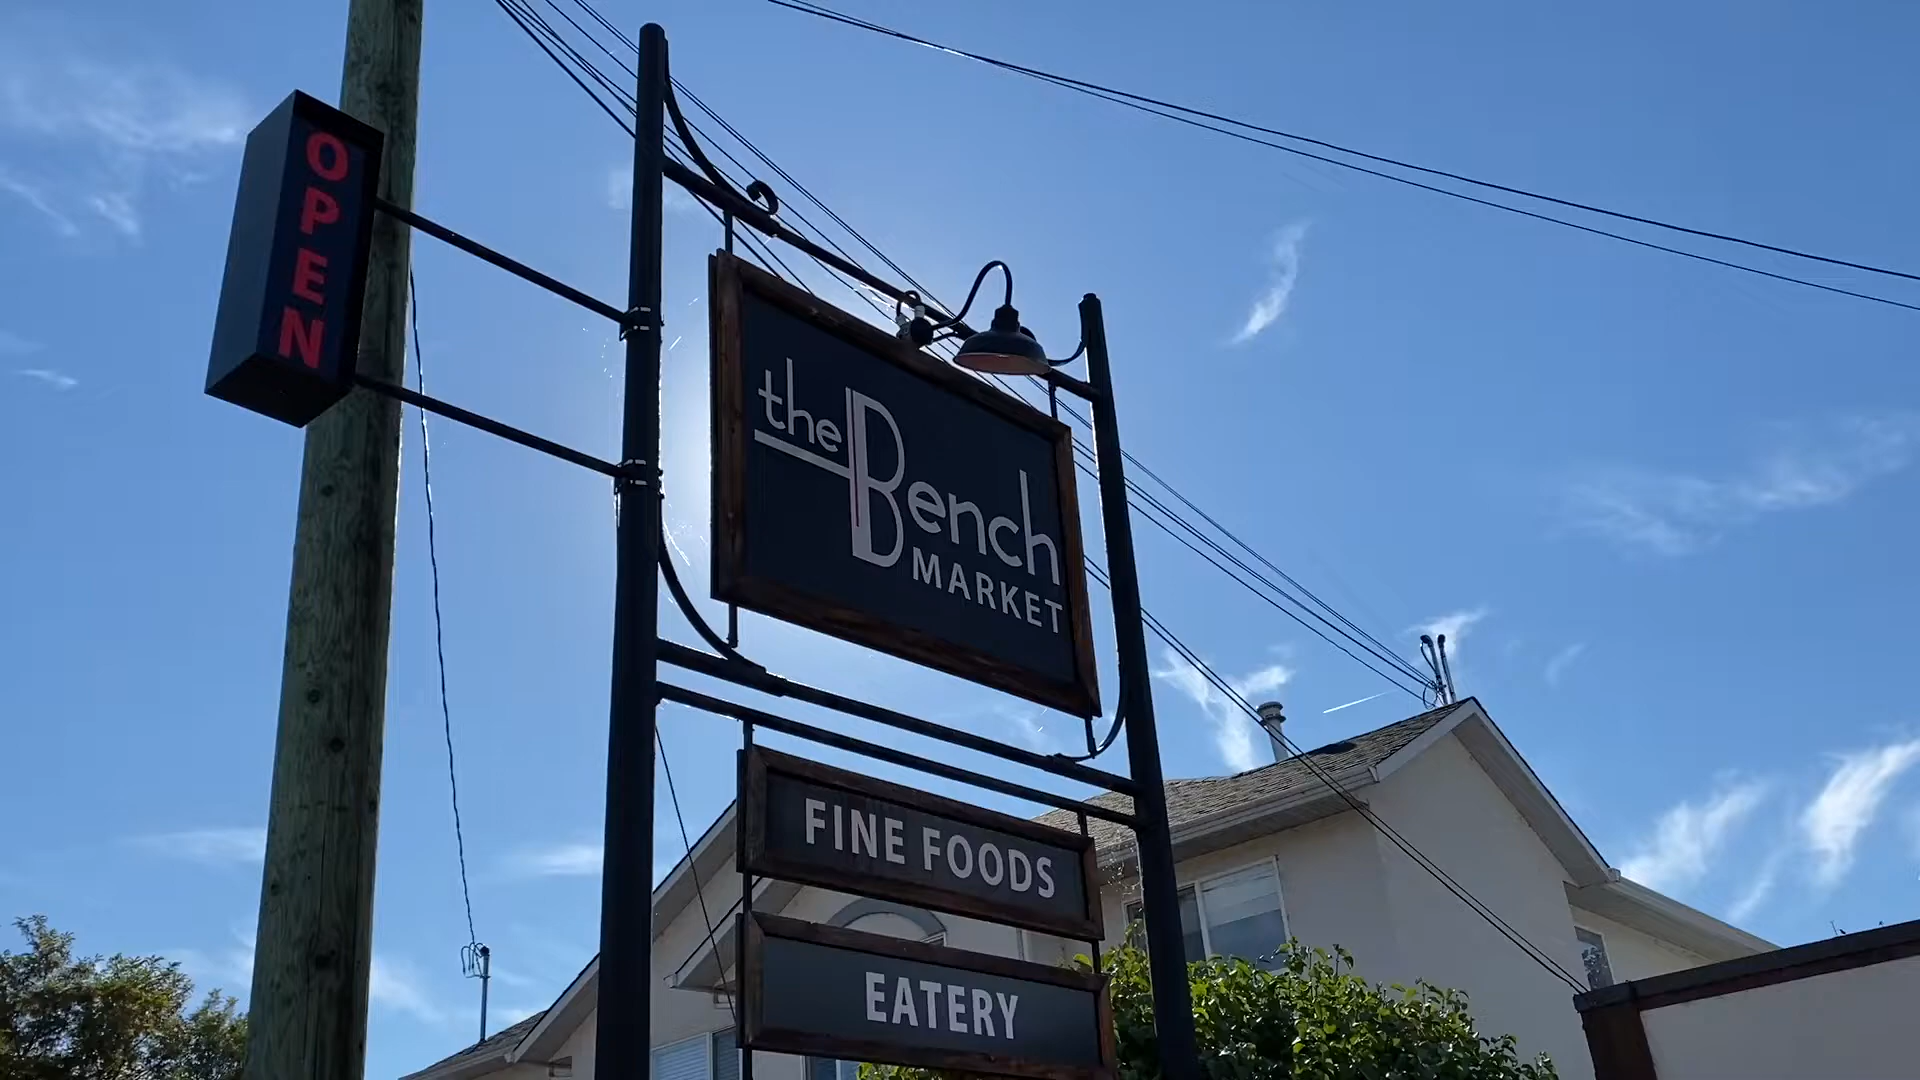 OPEN
the Bench
MARKET
FINE FOODS
EATERY